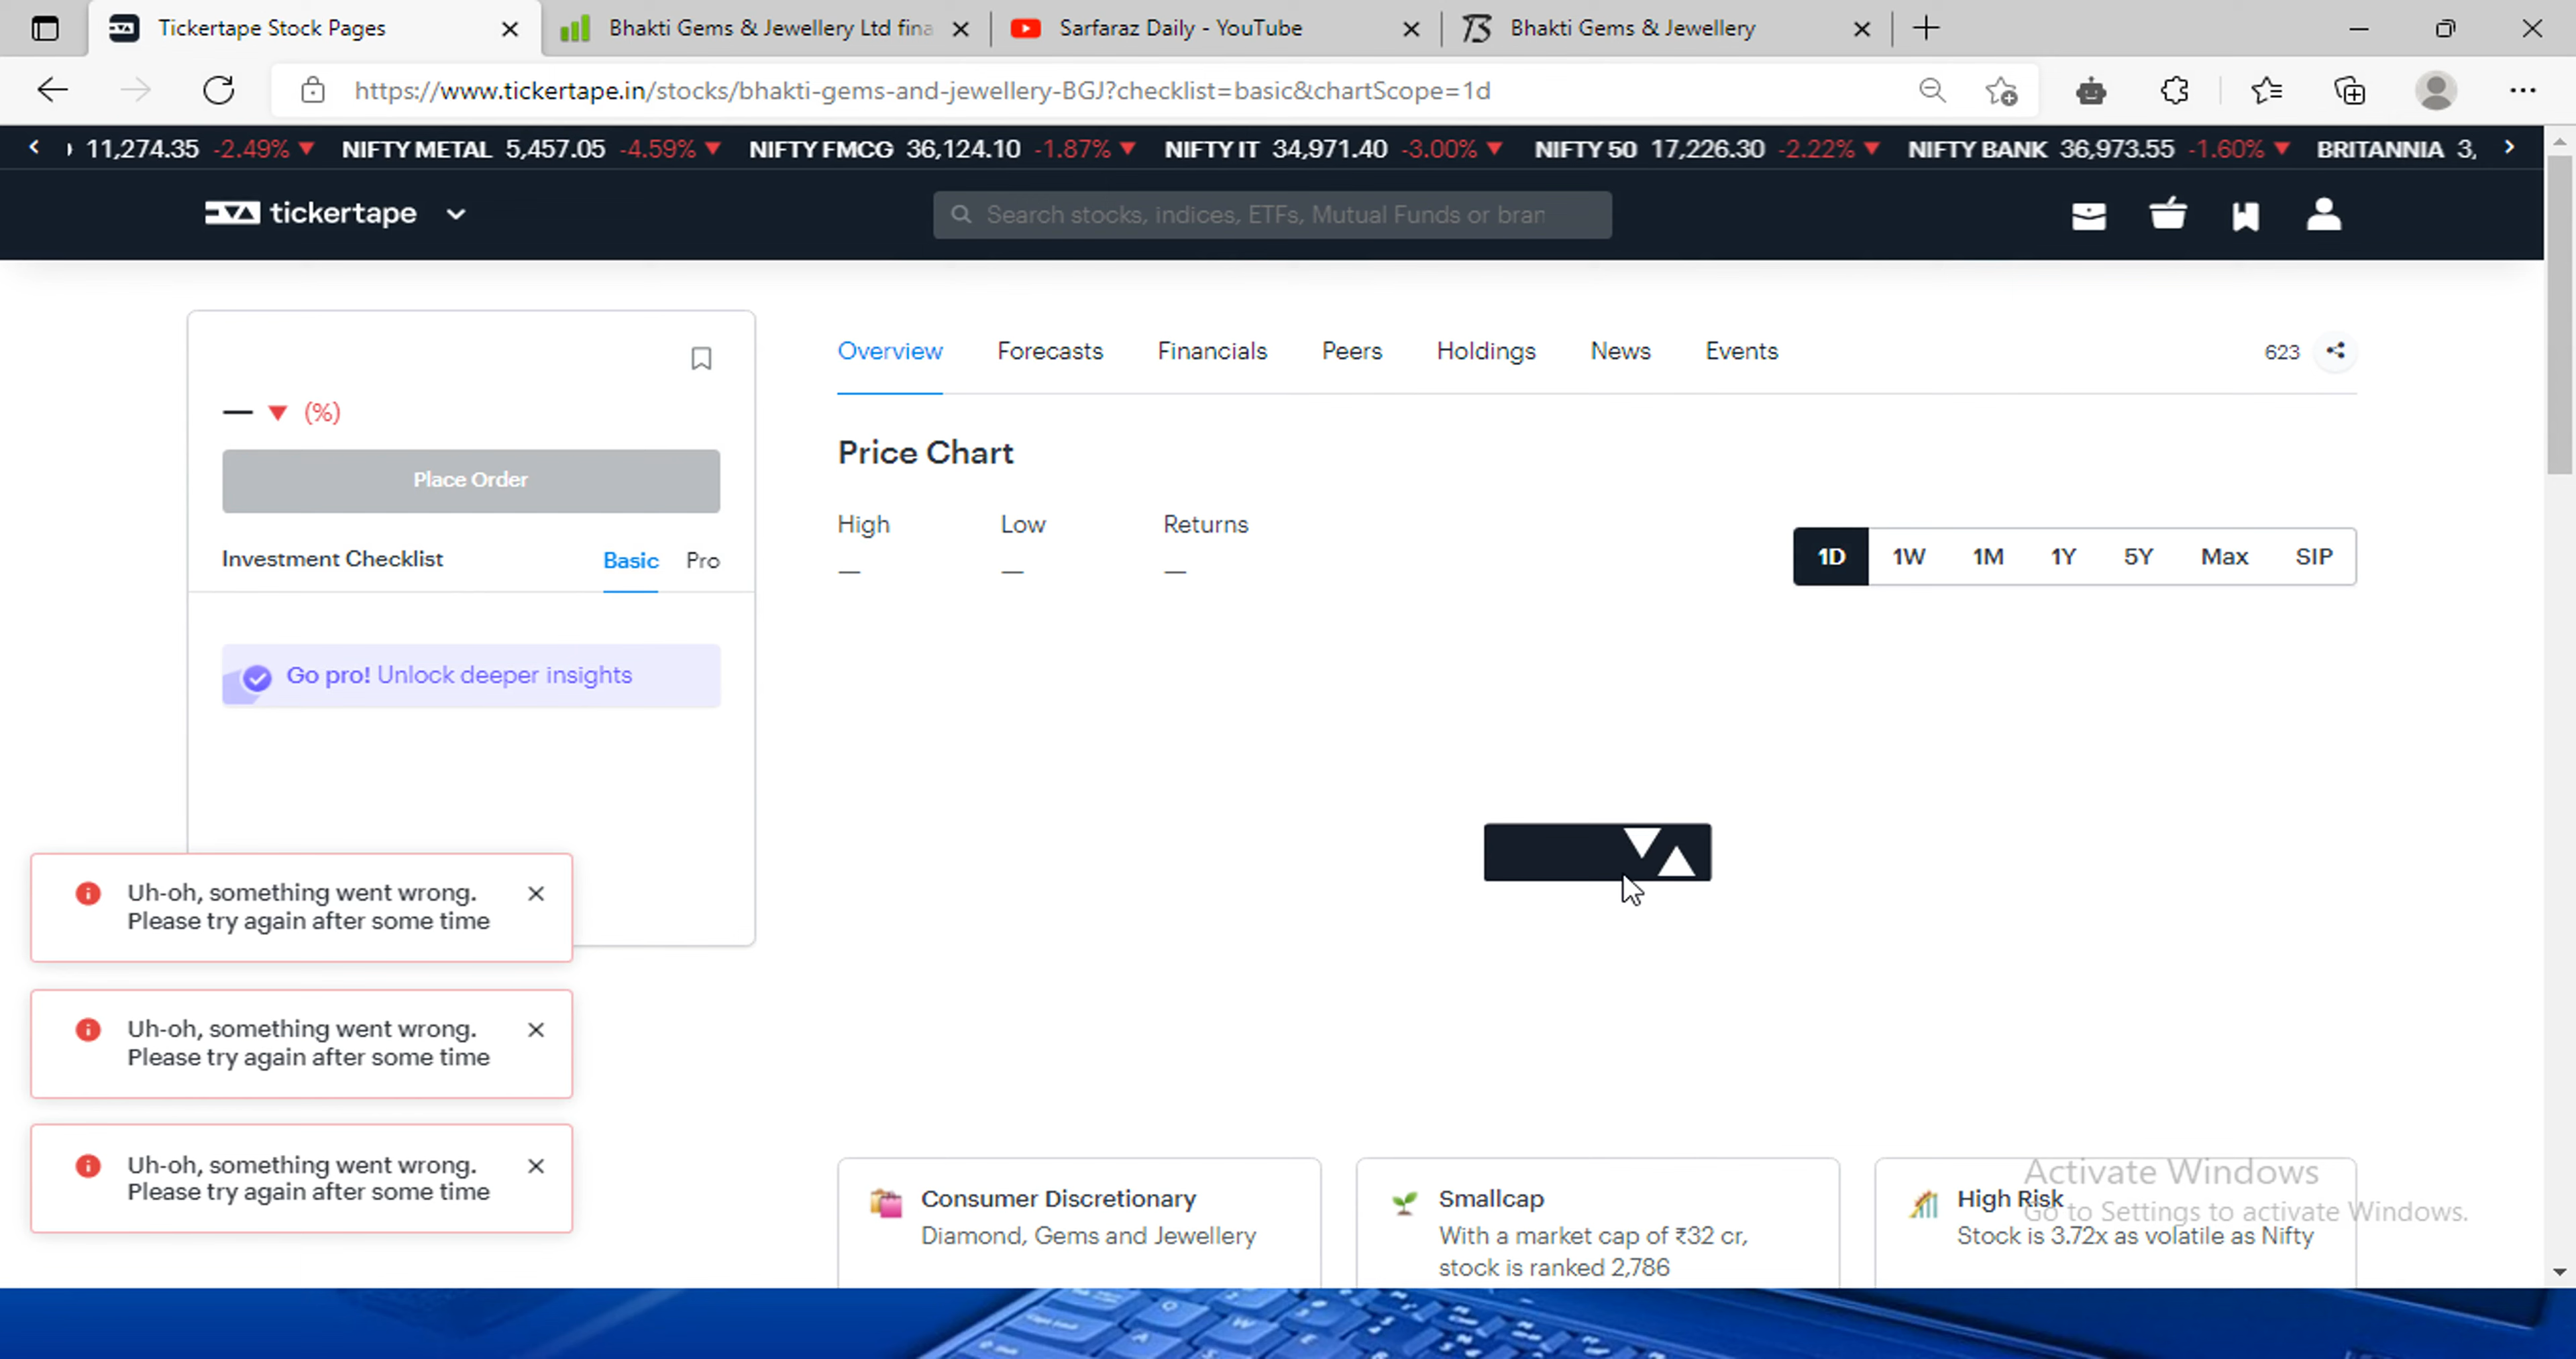 Tickertape Stock Pages
Bhakti Gems & Jewellery Ltd fina
Sarfaraz Daily - YouTube
Bhakti Gems & Jewellery
https://www.tickertape.in/stocks/bhakti-gems-and-jewellery-BGJ?checklist=basic&chartScope=1d
11,274.35 -2.49% NIFTY METAL 5,457.05 -4.59% NIFTY FMCG 36,124.10 -1.87% NIFTY IT 34,971.40 -3.00% NIFTY 50 17,226.30 -2.22% NIFTY BANK 36,973.55 -1.60% BRITANNIA 3,
tickertape
Search stocks, indices, ETFs, Mutual Funds or bran
Overview Forecasts Financials Peers Holdings News Events 623
— (%)
Place Order
Investment Checklist Basic Pro
Go pro! Unlock deeper insights
Price Chart
High Low Returns
— — —
1D 1W 1M 1Y 5Y Max SIP
Uh-oh, something went wrong.
Please try again after some time
Uh-oh, something went wrong.
Please try again after some time
Uh-oh, something went wrong.
Please try again after some time
Consumer Discretionary
Diamond, Gems and Jewellery
Smallcap
With a market cap of ₹32 cr,
stock is ranked 2,786
High Risk
Stock is 3.72x as volatile as Nifty
Activate Windows
Go to Settings to activate Windows.